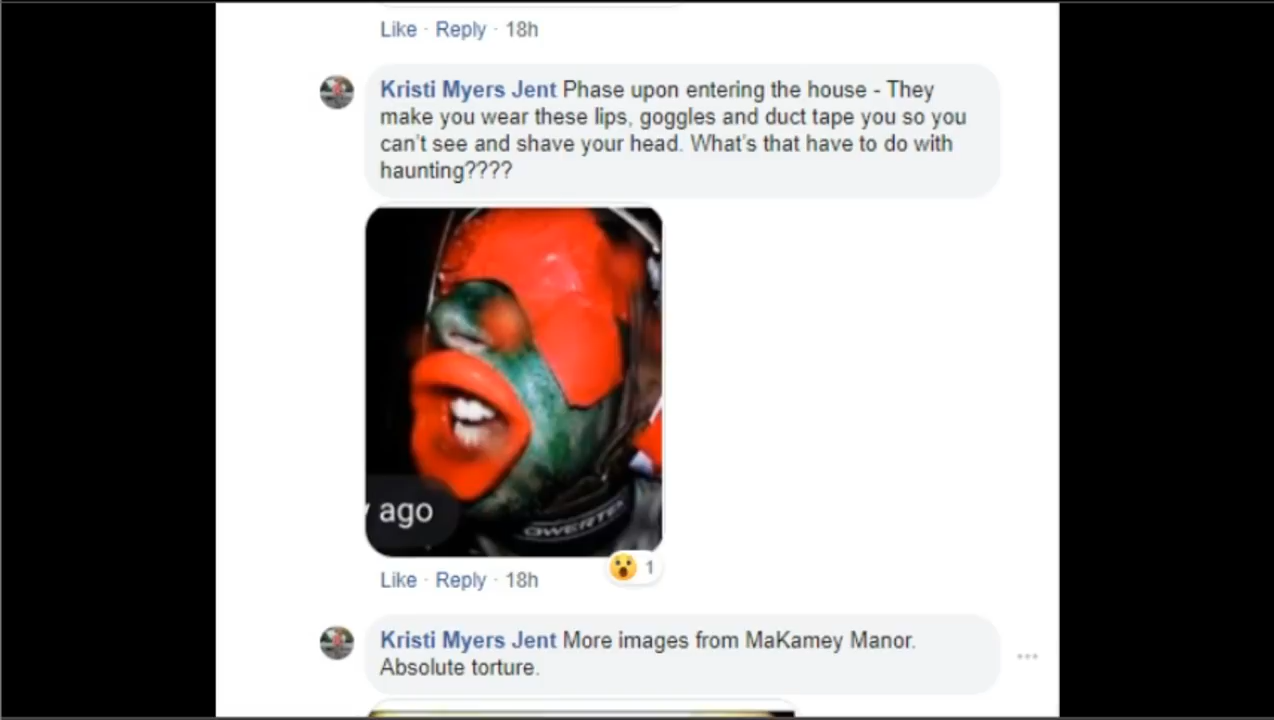 Like · Reply · 18h
Kristi Myers Jent Phase upon entering the house - They
make you wear these lips, goggles and duct tape you so you
can't see and shave your head. What's that have to do with
haunting????
ago
Like · Reply · 18h
1
Kristi Myers Jent More images from MaKamey Manor.
Absolute torture.